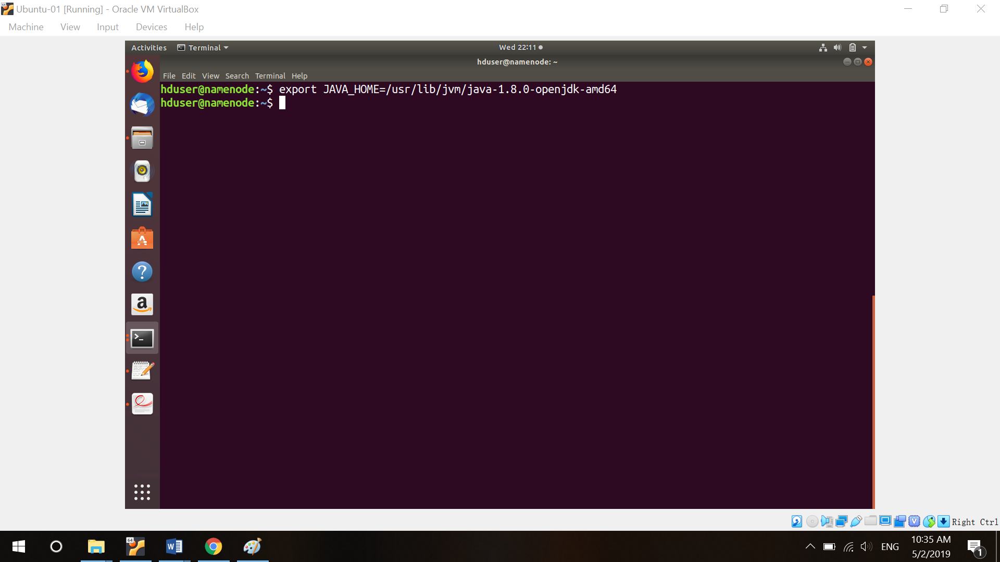 Ubuntu-01 [Running] - Oracle VM VirtualBox
Machine View Input Devices Help
Activities Terminal Wed 22:11
hduser@namenode: ~
File Edit View Search Terminal Help
hduser@namenode:~$ export JAVA_HOME=/usr/lib/jvm/java-1.8.0-openjdk-amd64
hduser@namenode:~$
Right Ctrl
10:35 AM
ENG
5/2/2019
1